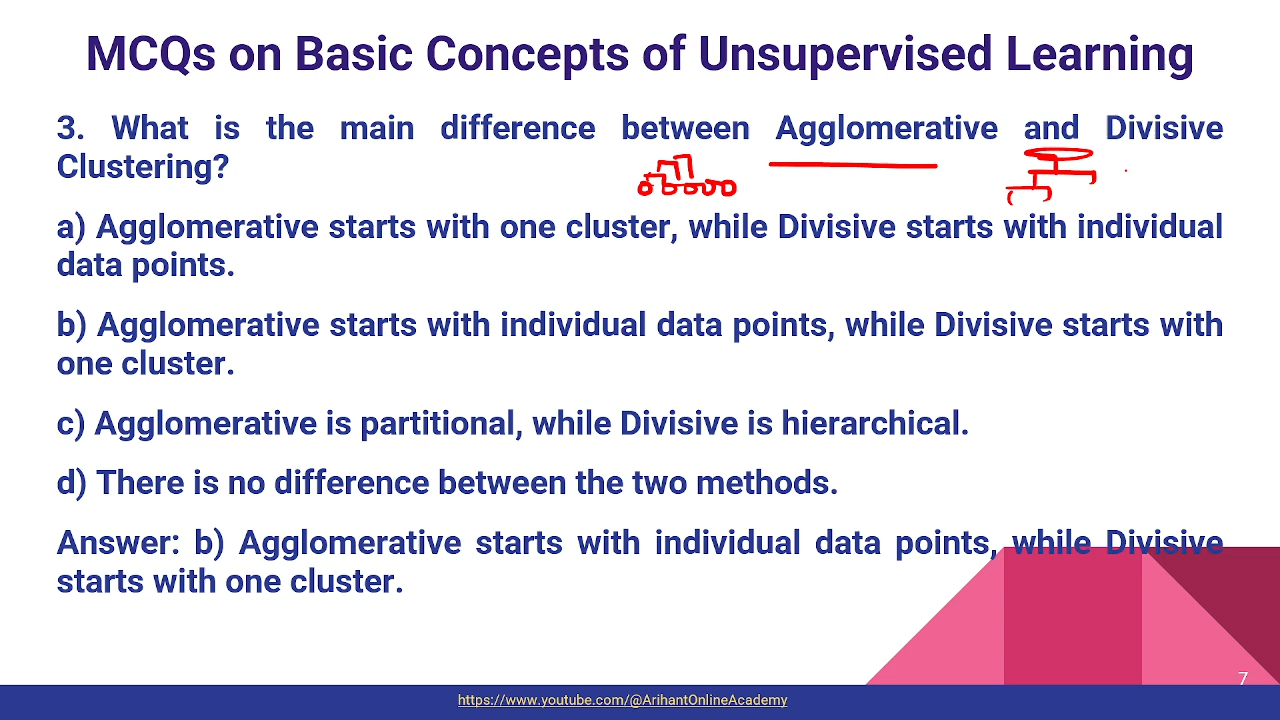 MCQs on Basic Concepts of Unsupervised Learning
3. What is the main difference between Agglomerative and Divisive
Clustering?
a) Agglomerative starts with one cluster, while Divisive starts with individual
data points.
b) Agglomerative starts with individual data points, while Divisive starts with
one cluster.
c) Agglomerative is partitional, while Divisive is hierarchical.
d) There is no difference between the two methods.
Answer: b) Agglomerative starts with individual data points, while Divisive
starts with one cluster.
7
https://www.youtube.com/@ArihantOnlineAcademy